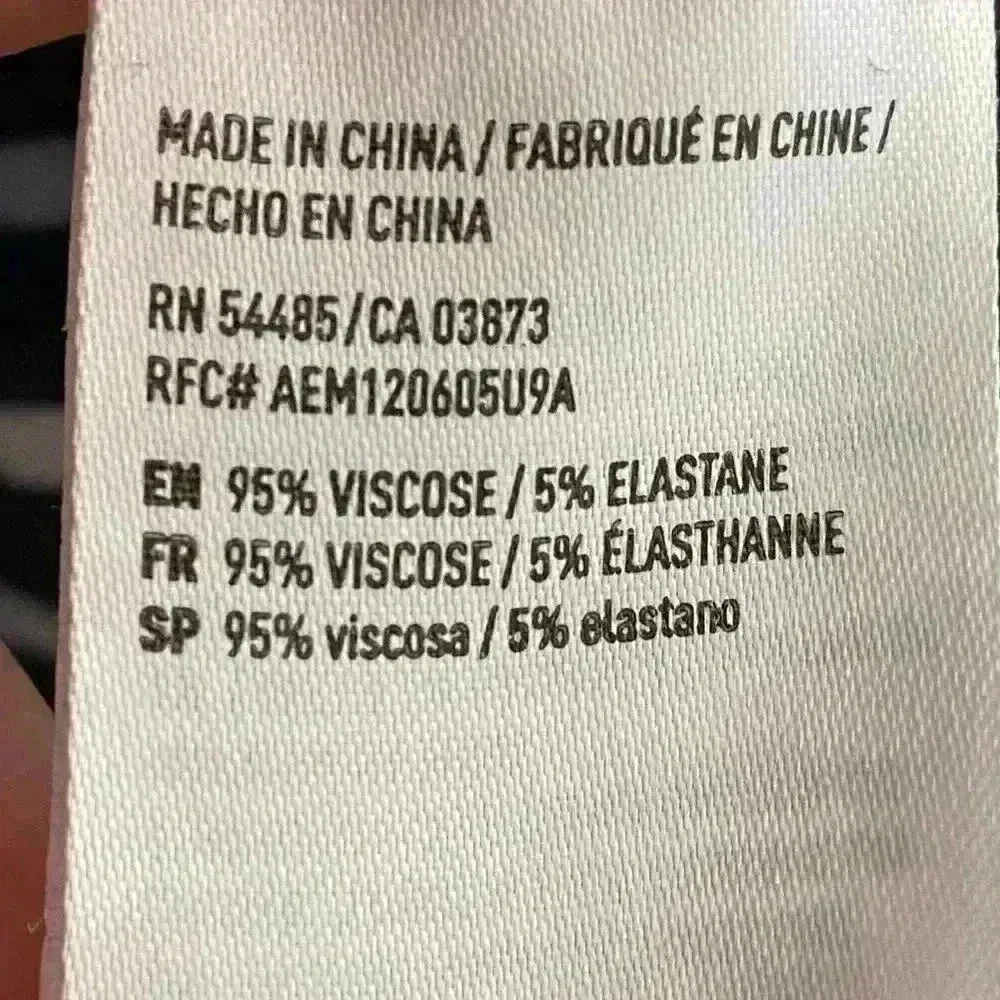 MADE IN CHINA / FABRIQUÉ EN CHINE /
HECHO EN CHINA
RN 54485/CA 03873
RFC# AEM120605U9A
EN 95% VISCOSE / 5% ELASTANE
FR 95% VISCOSE / 5% ÉLASTHANNE
SP 95% viscosa / 5% elastano